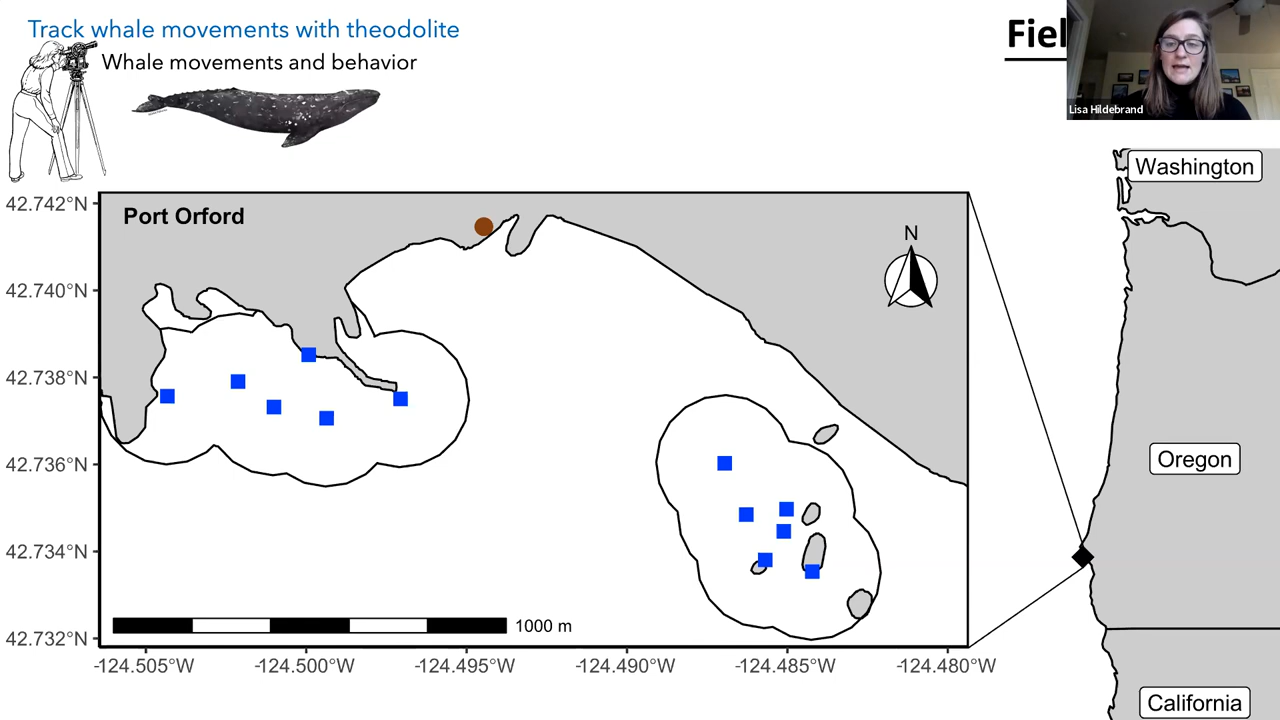 Track whale movements with theodolite
Whale movements and behavior
Lisa Hildebrand
Port Orford
N
42.742°N
42.740°N
42.738°N
42.736°N
42.734°N
42.732°N
1000 m
-124.505°W
-124.500°W
-124.495°W
-124.490°W
-124.485°W
-124.480°W
Washington
Oregon
California